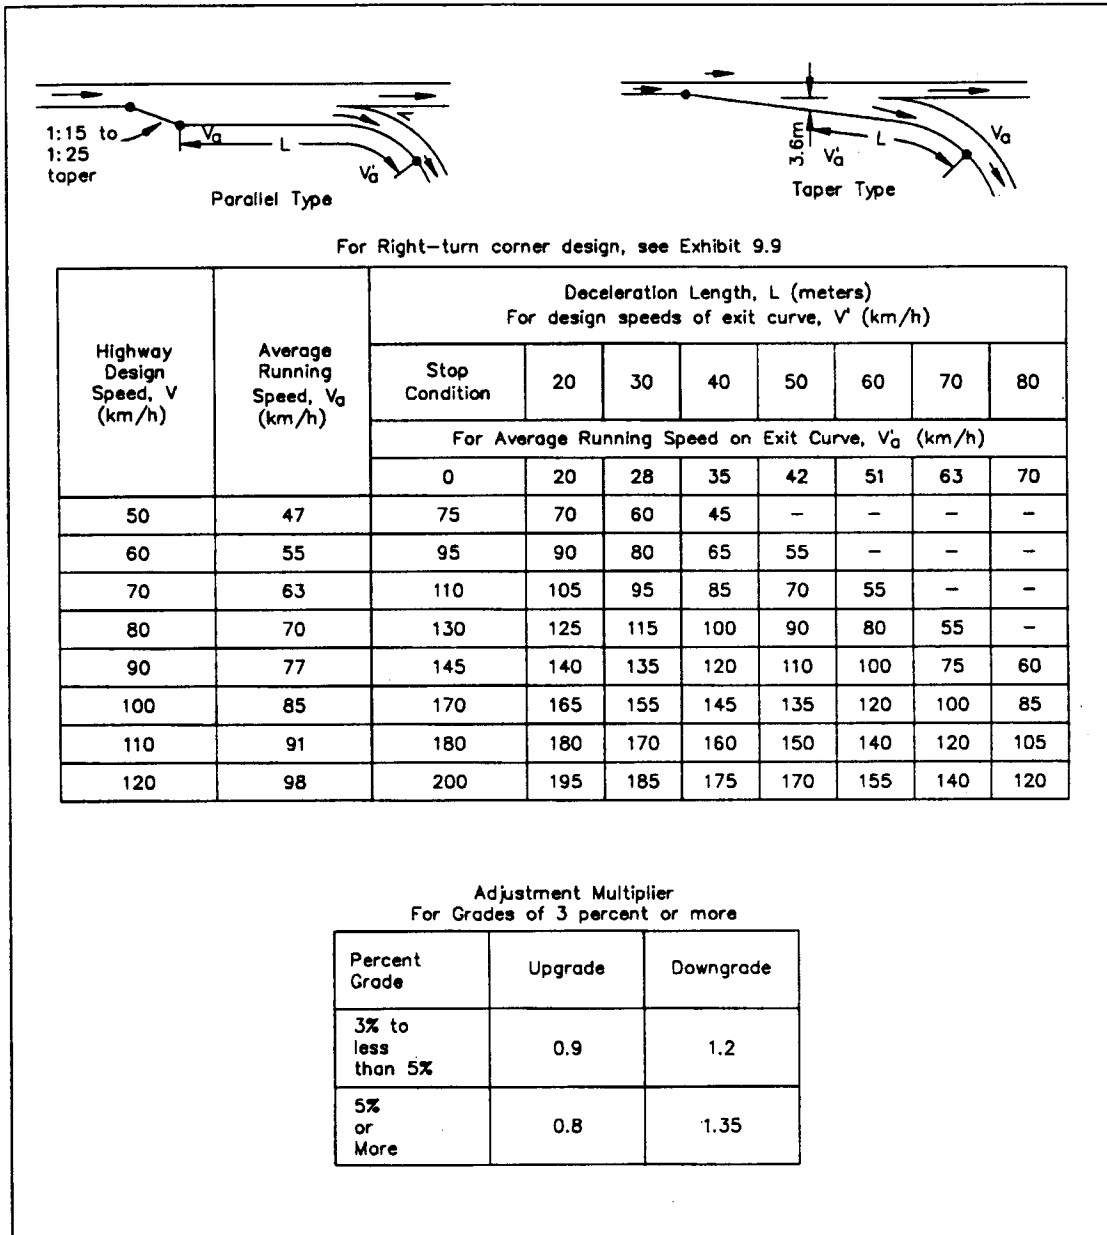 1:15 to
1:25
taper
Va
L
V'a
Parallel Type
3.6m
V'a
L
Va
Taper Type
For Right-turn corner design, see Exhibit 9.9
Highway Design Speed, V (km/h)
Average Running Speed, Va (km/h)
Deceleration Length, L (meters)
For design speeds of exit curve, V' (km/h)
Stop Condition 20 30 40 50 60 70 80
For Average Running Speed on Exit Curve, V'a (km/h)
0 20 28 35 42 51 63 70
50 47 75 70 60 45 - - - -
60 55 95 90 80 65 55 - - -
70 63 110 105 95 85 70 55 - -
80 70 130 125 115 100 90 80 55 -
90 77 145 140 135 120 110 100 75 60
100 85 170 165 155 145 135 120 100 85
110 91 180 180 170 160 150 140 120 105
120 98 200 195 185 175 170 155 140 120
Adjustment Multiplier
For Grades of 3 percent or more
Percent Grade Upgrade Downgrade
3% to less than 5% 0.9 1.2
5% or More 0.8 1.35